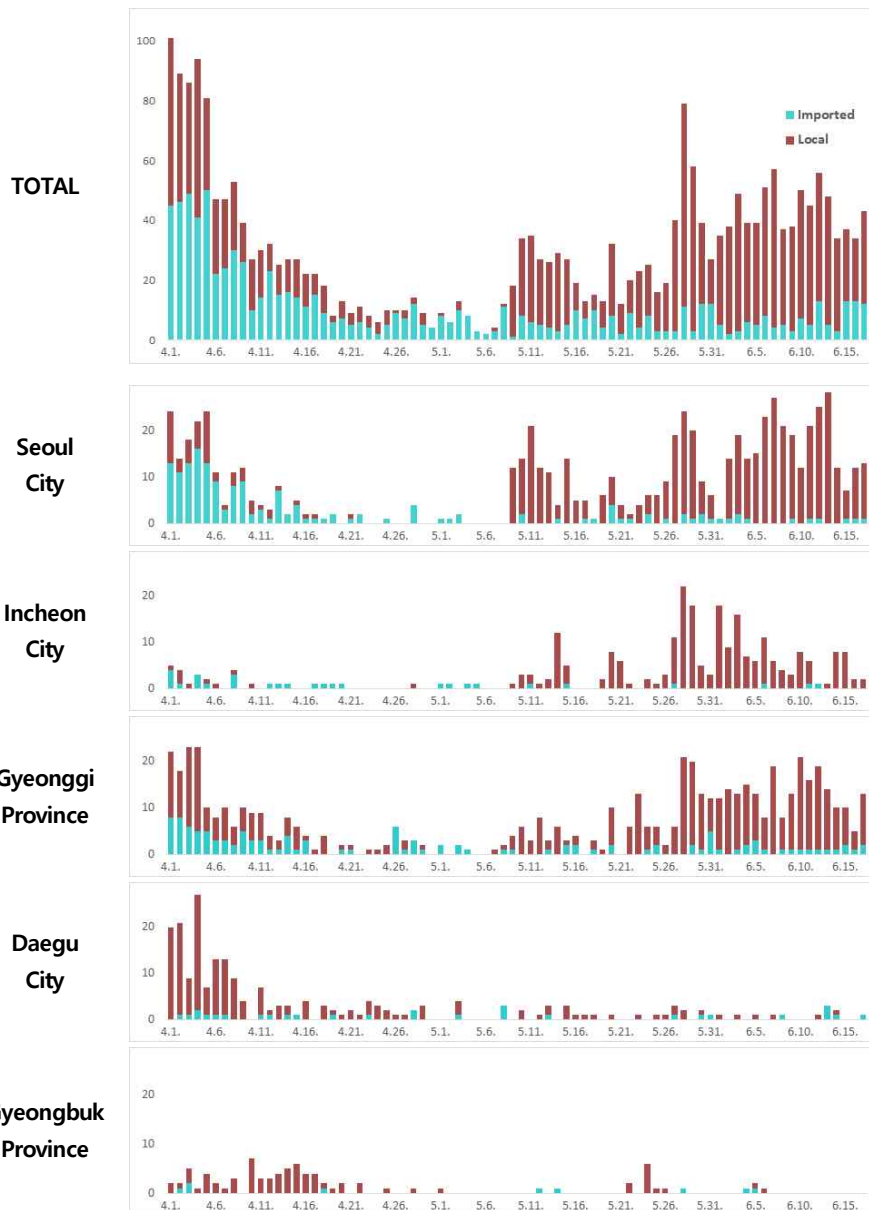 TOTAL
100
80
60
40
20
0
Imported
Local
4.1. 4.6. 4.11. 4.16. 4.21. 4.26. 5.1. 5.6. 5.11. 5.16. 5.21. 5.26. 5.31. 6.5. 6.10. 6.15.
Seoul
City
20
10
0
4.1. 4.6. 4.11. 4.16. 4.21. 4.26. 5.1. 5.6. 5.11. 5.16. 5.21. 5.26. 5.31. 6.5. 6.10. 6.15.
Incheon
City
20
10
0
4.1. 4.6. 4.11. 4.16. 4.21. 4.26. 5.1. 5.6. 5.11. 5.16. 5.21. 5.26. 5.31. 6.5. 6.10. 6.15.
Gyeonggi
Province
20
10
0
4.1. 4.6. 4.11. 4.16. 4.21. 4.26. 5.1. 5.6. 5.11. 5.16. 5.21. 5.26. 5.31. 6.5. 6.10. 6.15.
Daegu
City
20
10
0
4.1. 4.6. 4.11. 4.16. 4.21. 4.26. 5.1. 5.6. 5.11. 5.16. 5.21. 5.26. 5.31. 6.5. 6.10. 6.15.
Gyeongbuk
Province
20
10
0
4.1. 4.6. 4.11. 4.16. 4.21. 4.26. 5.1. 5.6. 5.11. 5.16. 5.21. 5.26. 5.31. 6.5. 6.10. 6.15.